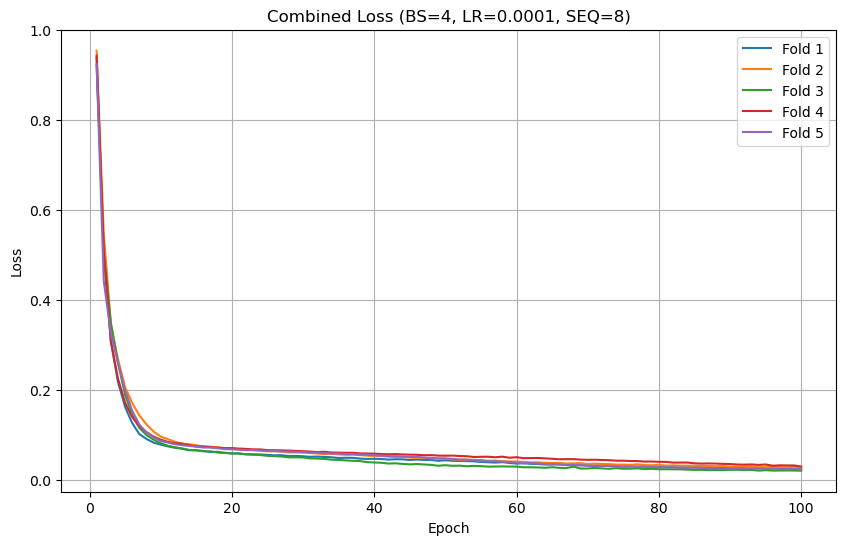 Combined Loss (BS=4, LR=0.0001, SEQ=8)
Fold 1
Fold 2
Fold 3
Fold 4
Fold 5
Loss
1.0
0.8
0.6
0.4
0.2
0.0
0
20
40
60
80
100
Epoch